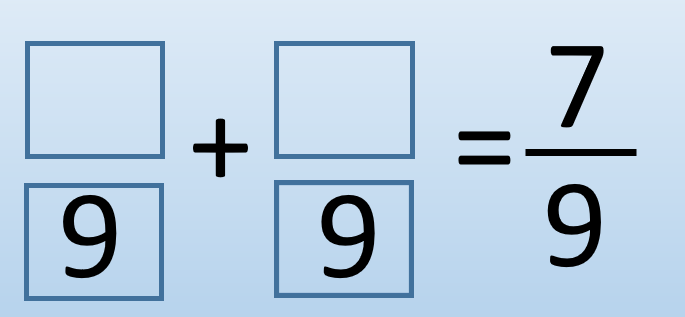 + = 7
9 9 9